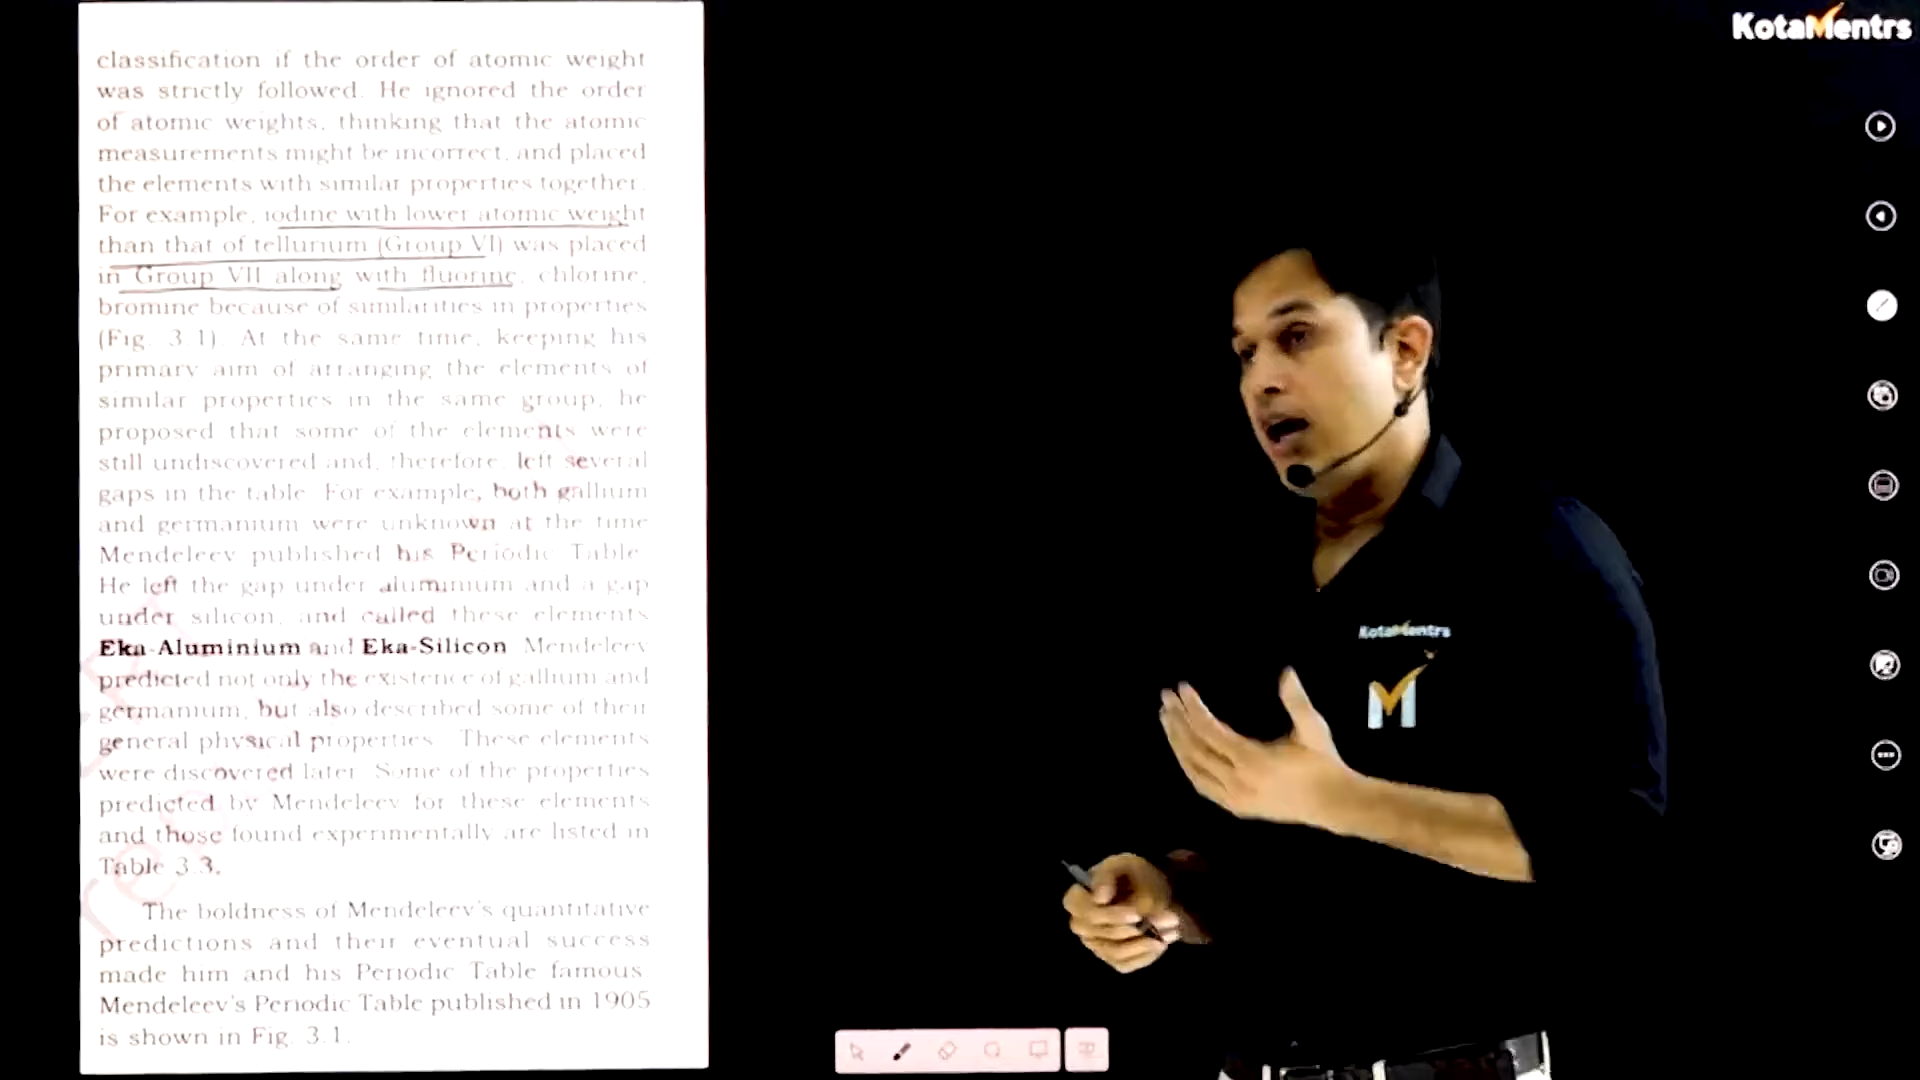 classification if the order of atomic weight
was strictly followed. He ignored the order
of atomic weights, thinking that the atomic
measurements might be incorrect, and placed
the elements with similar properties together.
For example, iodine with lower atomic weight
than that of tellurium (Group VI) was placed
in Group VII along with fluorine, chlorine,
bromine because of similarities in properties
(Fig. 3.1). At the same time, keeping his
primary aim of arranging the elements of
similar properties in the same group, he
proposed that some of the elements were
still undiscovered and, therefore, left several
gaps in the table. For example, both gallium
and germanium were unknown at the time
Mendeleev published his Periodic Table.
He left the gap under aluminium and a gap
under silicon, and called these elements
Eka-Aluminium and Eka-Silicon. Mendeleev
predicted not only the existence of gallium and
germanium, but also described some of their
general physical properties. These elements
were discovered later. Some of the properties
predicted by Mendeleev for these elements
and those found experimentally are listed in
Table 3.3.
The boldness of Mendeleev's quantitative
predictions and their eventual success
made him and his Periodic Table famous.
Mendeleev's Periodic Table published in 1905
is shown in Fig. 3.1.
KotaMentrs
KotaMentrs
M